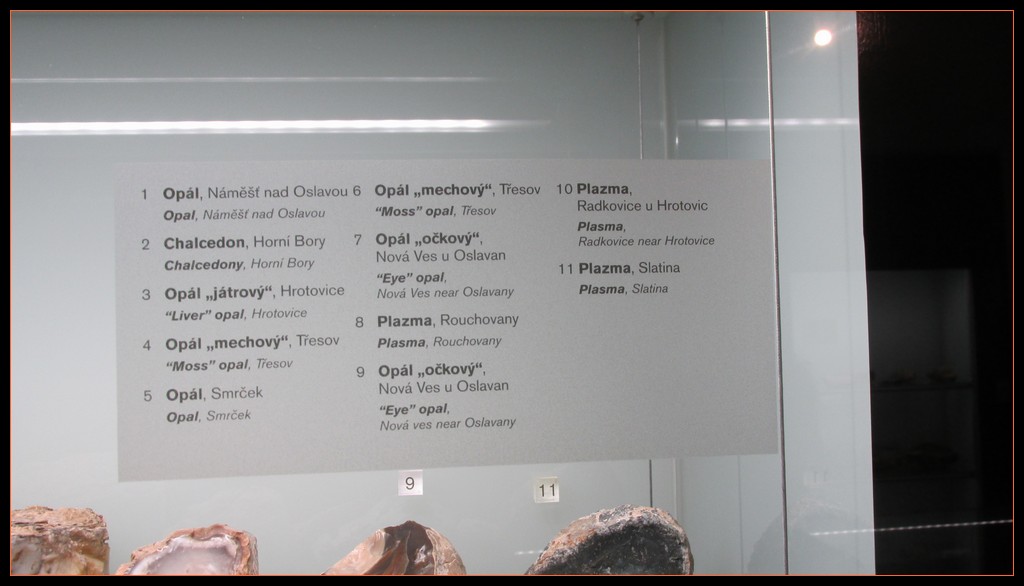 1 Opál, Náměšť nad Oslavou
Opal, Náměšť nad Oslavou
2 Chalcedon, Horní Bory
Chalcedony, Horní Bory
3 Opál „játrový“, Hrotovice
“Liver” opal, Hrotovice
4 Opál „mechový“, Třesov
“Moss” opal, Třesov
5 Opál, Smrček
Opal, Smrček
6 Opál „mechový“, Třesov
“Moss” opal, Třesov
7 Opál „očkový“,
Nová Ves u Oslavan
“Eye” opal,
Nová Ves near Oslavany
8 Plazma, Rouchovany
Plasma, Rouchovany
9 Opál „očkový“,
Nová Ves u Oslavan
“Eye” opal,
Nová ves near Oslavany
10 Plazma,
Radkovice u Hrotovic
Plasma,
Radkovice near Hrotovice
11 Plazma, Slatina
Plasma, Slatina
9
11